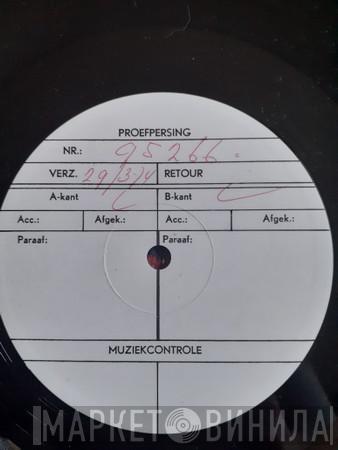 PROEFPERSING
NR.: 95266.
VERZ. 29/3-74 RETOUR
A-kant B-kant
Acc.: Afgek.: Acc.: Afgek.:
Paraaf: Paraaf:
MUZIEKCONTROLE
МАРКЕТ ВИНИЛА